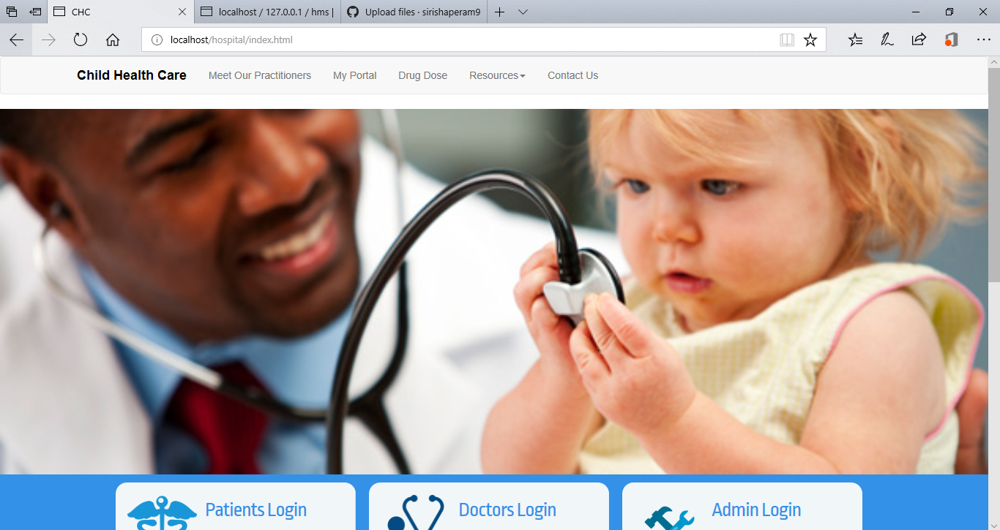 CHC
localhost / 127.0.0.1 / hms |
Upload files · sirishaperam9
localhost/hospital/index.html
Child Health Care
Meet Our Practitioners
My Portal
Drug Dose
Resources
Contact Us
Patients Login
Doctors Login
Admin Login